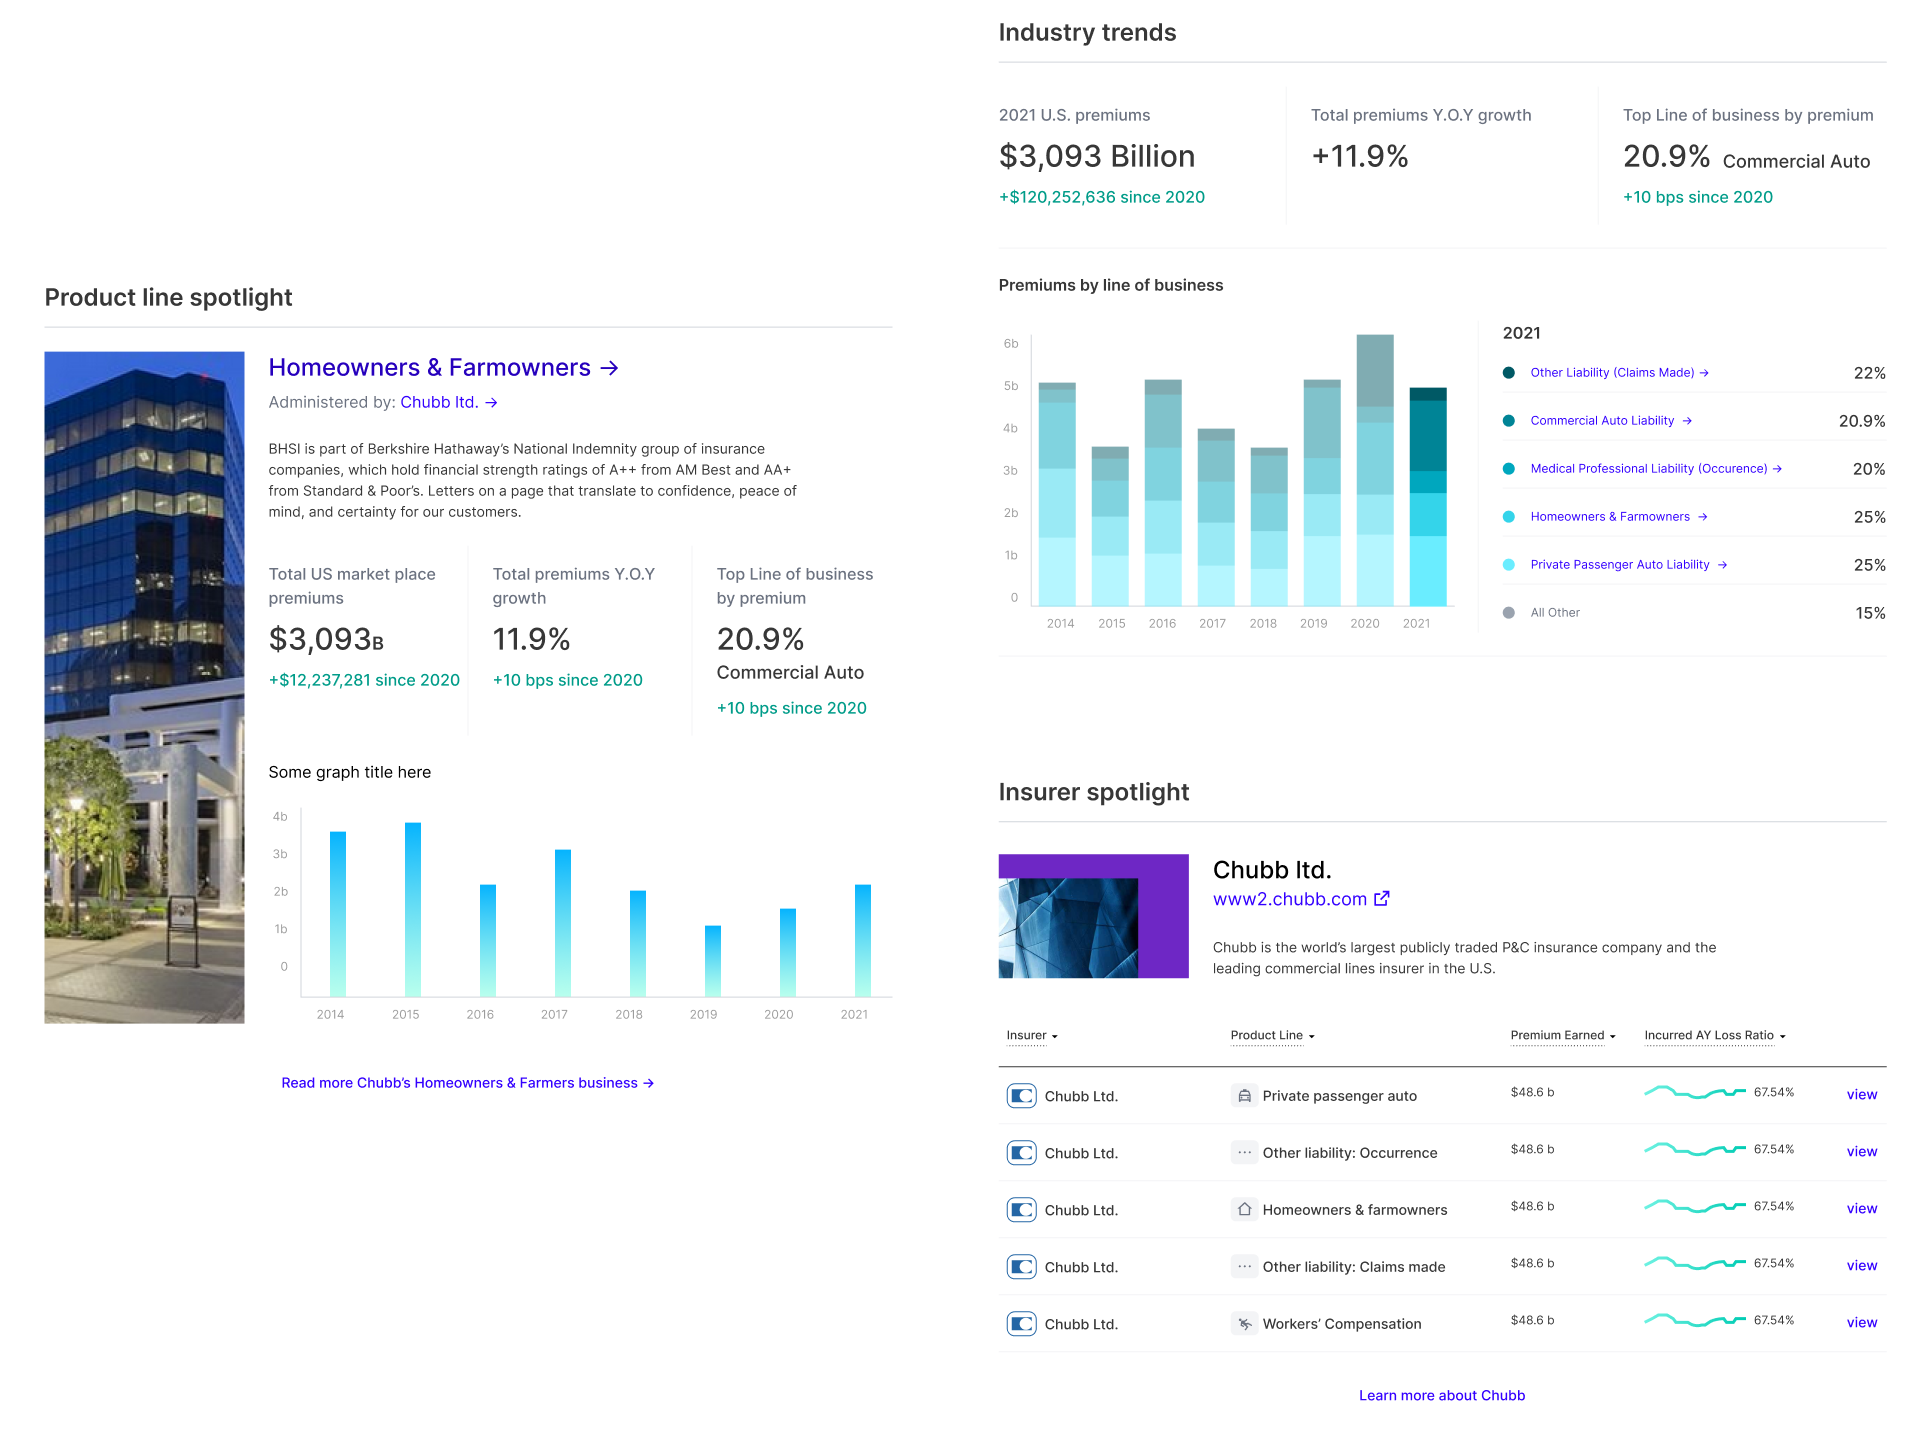 Product line spotlight
Homeowners & Farmowners →
Administered by: Chubb ltd. →
BHSI is part of Berkshire Hathaway’s National Indemnity group of insurance
companies, which hold financial strength ratings of A++ from AM Best and AA+
from Standard & Poor’s. Letters on a page that translate to confidence, peace of
mind, and certainty for our customers.
Total US market place
premiums
$3,093B
+$12,237,281 since 2020
Total premiums Y.O.Y
growth
11.9%
+10 bps since 2020
Top Line of business
by premium
20.9%
Commercial Auto
+10 bps since 2020
Some graph title here
4b
3b
2b
1b
0
2014 2015 2016 2017 2018 2019 2020 2021
Read more Chubb’s Homeowners & Farmers business →
Industry trends
2021 U.S. premiums
$3,093 Billion
+$120,252,636 since 2020
Total premiums Y.O.Y growth
+11.9%
Top Line of business by premium
20.9% Commercial Auto
+10 bps since 2020
Premiums by line of business
6b
5b
4b
3b
2b
1b
0
2014 2015 2016 2017 2018 2019 2020 2021
2021
Other Liability (Claims Made) → 22%
Commercial Auto Liability → 20.9%
Medical Professional Liability (Occurence) → 20%
Homeowners & Farmowners → 25%
Private Passenger Auto Liability → 25%
All Other 15%
Insurer spotlight
Chubb ltd.
www2.chubb.com
Chubb is the world’s largest publicly traded P&C insurance company and the
leading commercial lines insurer in the U.S.
Insurer Product Line Premium Earned Incurred AY Loss Ratio
Chubb Ltd. Private passenger auto $48.6 b 67.54% view
Chubb Ltd. Other liability: Occurrence $48.6 b 67.54% view
Chubb Ltd. Homeowners & farmowners $48.6 b 67.54% view
Chubb Ltd. Other liability: Claims made $48.6 b 67.54% view
Chubb Ltd. Workers’ Compensation $48.6 b 67.54% view
Learn more about Chubb